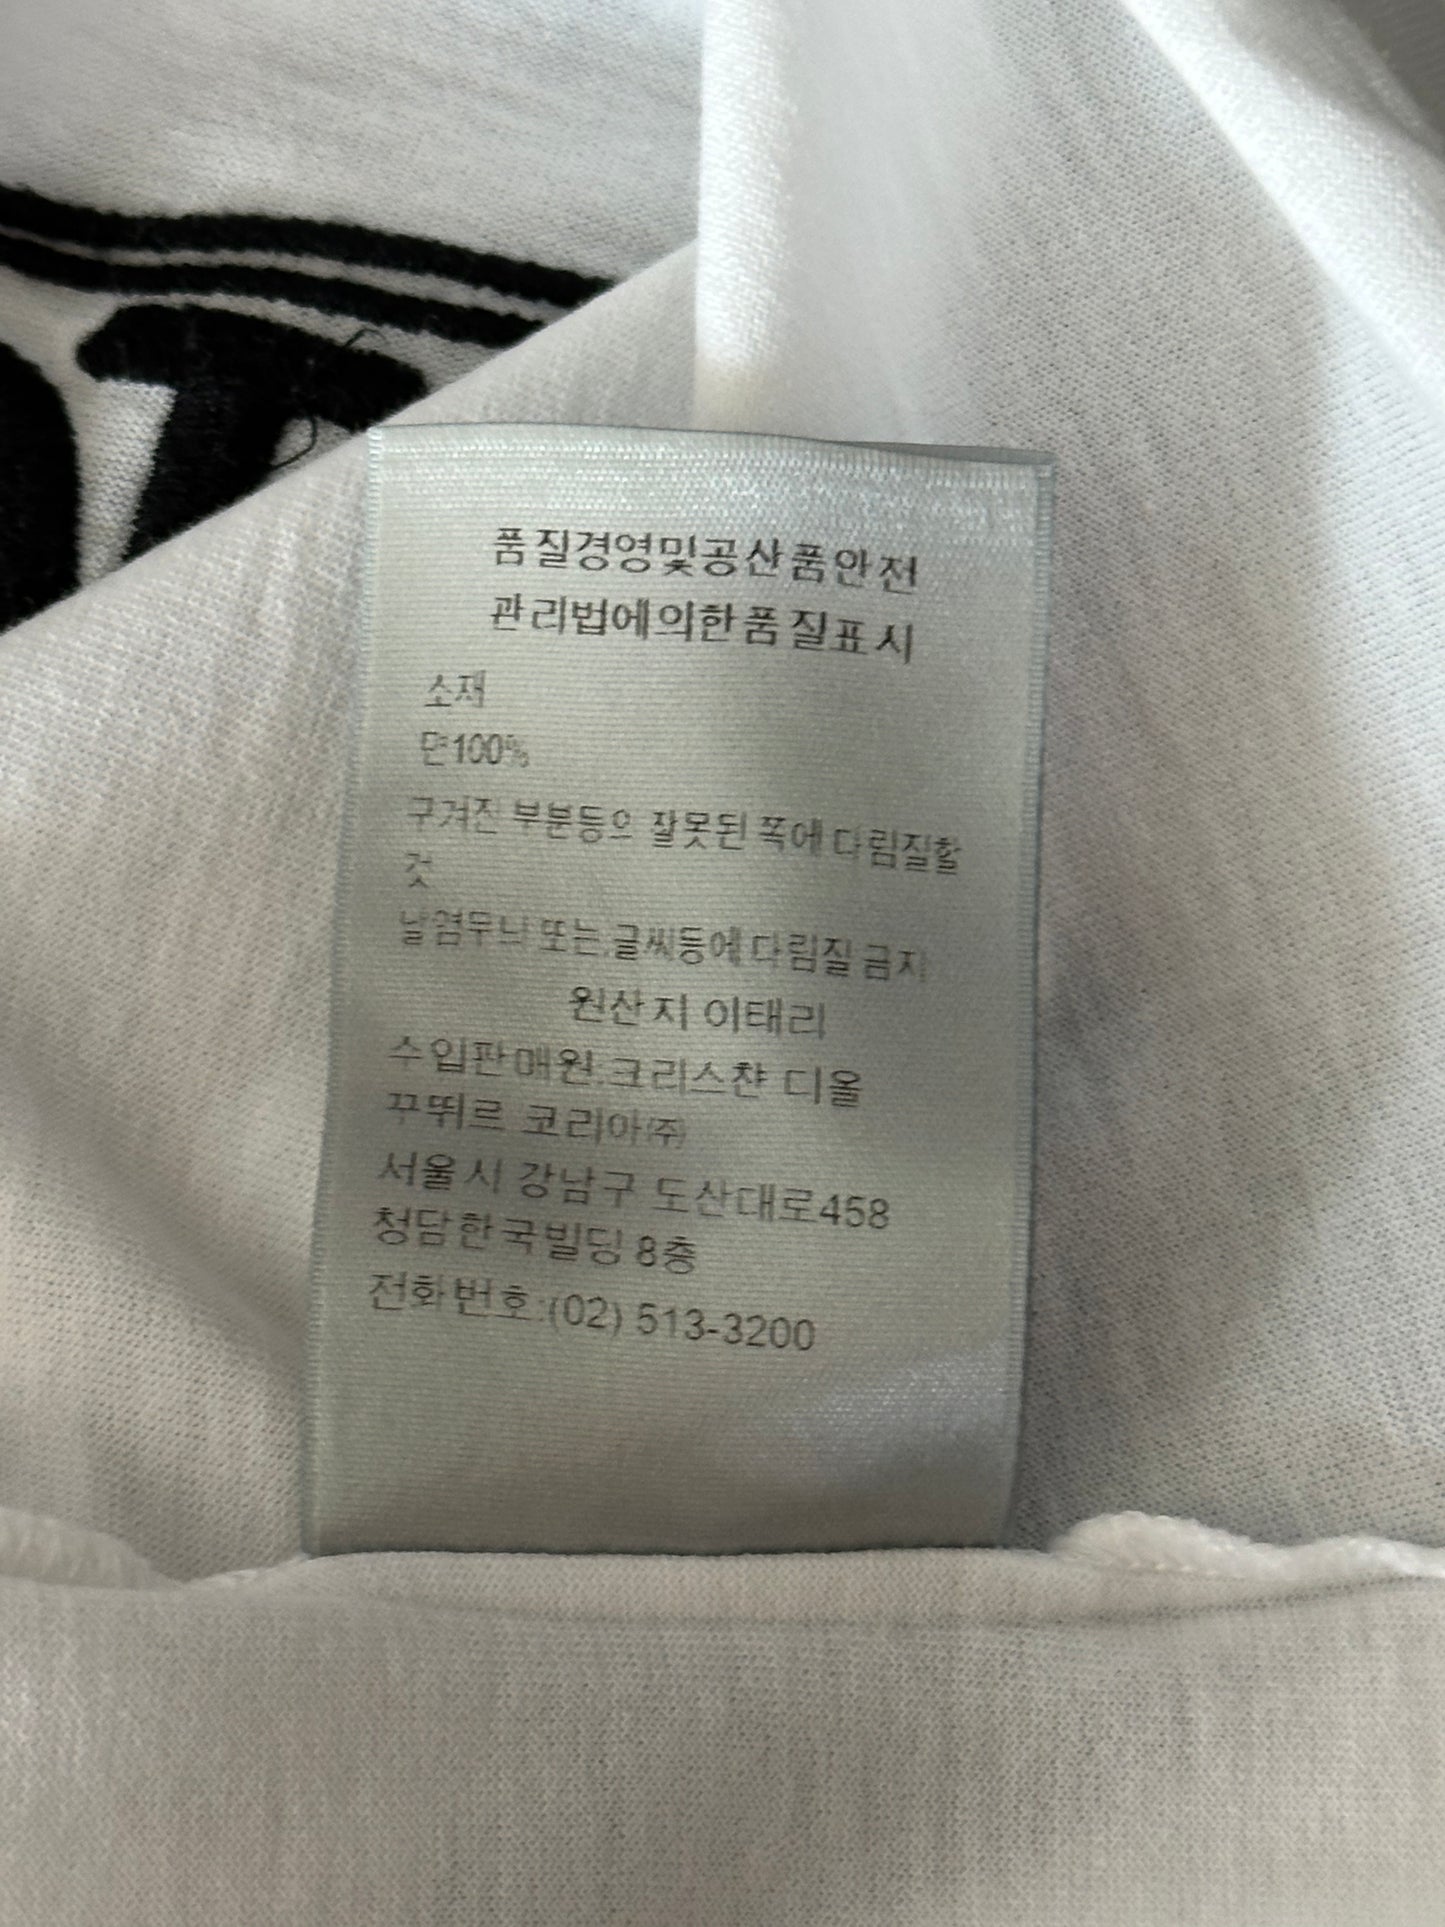 품질경영및공산품안전
관리법에의한품질표시
소재
면100%
구겨진 부분등으 잘못된 쪽에 다림질할
것
날염무늬 또는,글씨등에 다림질 금지
원산지 이태리
수입판매원:크리스챤 디올
꾸뛰르 코리아(주)
서울시 강남구 도산대로458
청담한국빌딩 8층
전화번호:(02) 513-3200